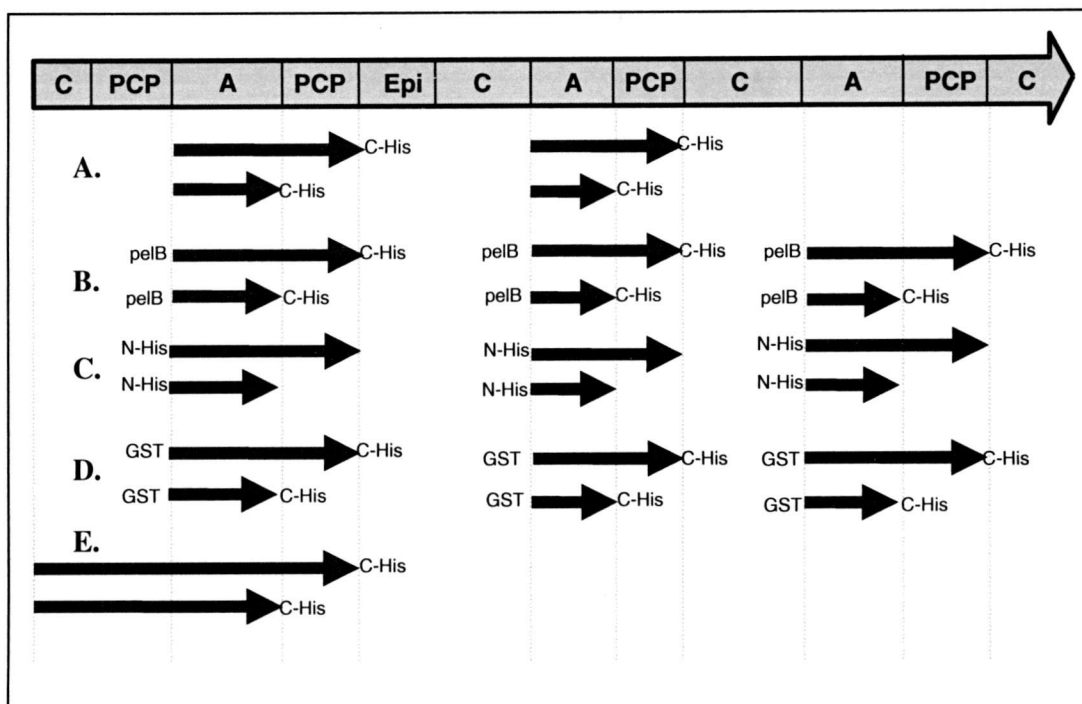 C PCP A PCP Epi C A PCP C A PCP C
A.
C-His C-His
C-His C-His
B.
pelB C-His pelB C-His pelB C-His
pelB C-His pelB C-His pelB C-His
C.
N-His N-His N-His
N-His N-His N-His
D.
GST C-His GST C-His GST C-His
GST C-His GST C-His GST C-His
E.
C-His
C-His